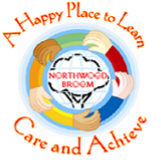 A Happy Place to Learn
NORTHWOOD
BROOM
Care and Achieve